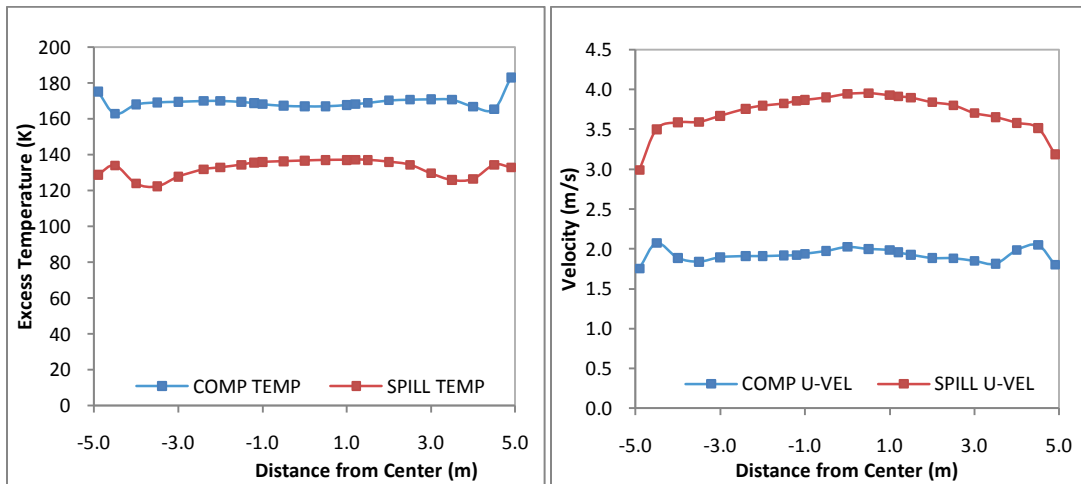 200
180
160
140
120
100
80
60
40
20
0
Excess Temperature (K)
COMP TEMP
SPILL TEMP
-5.0 -3.0 -1.0 1.0 3.0 5.0
Distance from Center (m)
4.5
4.0
3.5
3.0
2.5
2.0
1.5
1.0
0.5
0.0
Velocity (m/s)
COMP U-VEL
SPILL U-VEL
-5.0 -3.0 -1.0 1.0 3.0 5.0
Distance from Center (m)